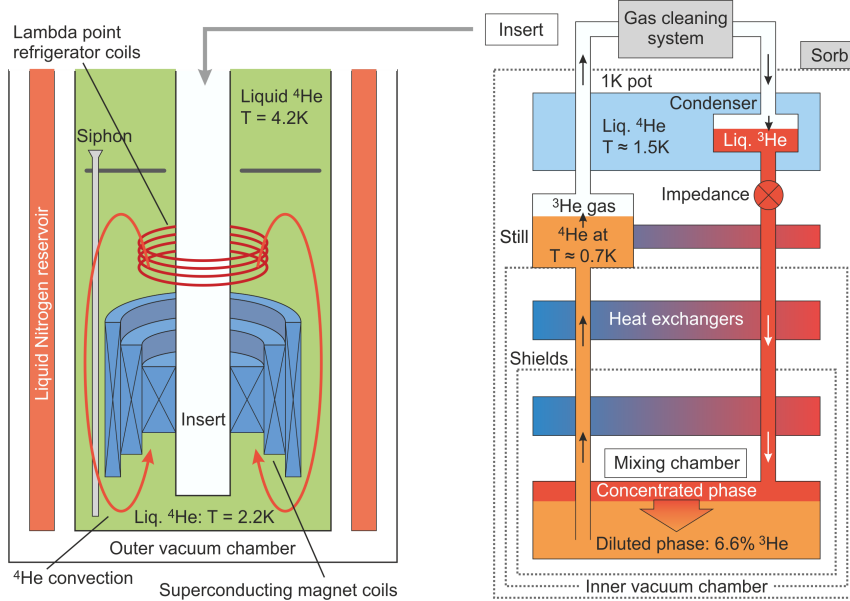 Lambda point
refrigerator coils
Liquid ⁴He
T = 4.2K
Siphon
Liquid Nitrogen reservoir
Insert
Liq. ⁴He: T = 2.2K
Outer vacuum chamber
⁴He convection
Superconducting magnet coils
Insert
Gas cleaning
system
Sorb
1K pot
Condenser
Liq. ⁴He
T ≈ 1.5K
Liq. ³He
Impedance
³He gas
Still
⁴He at
T ≈ 0.7K
Heat exchangers
Shields
Mixing chamber
Concentrated phase
Diluted phase: 6.6% ³He
Inner vacuum chamber